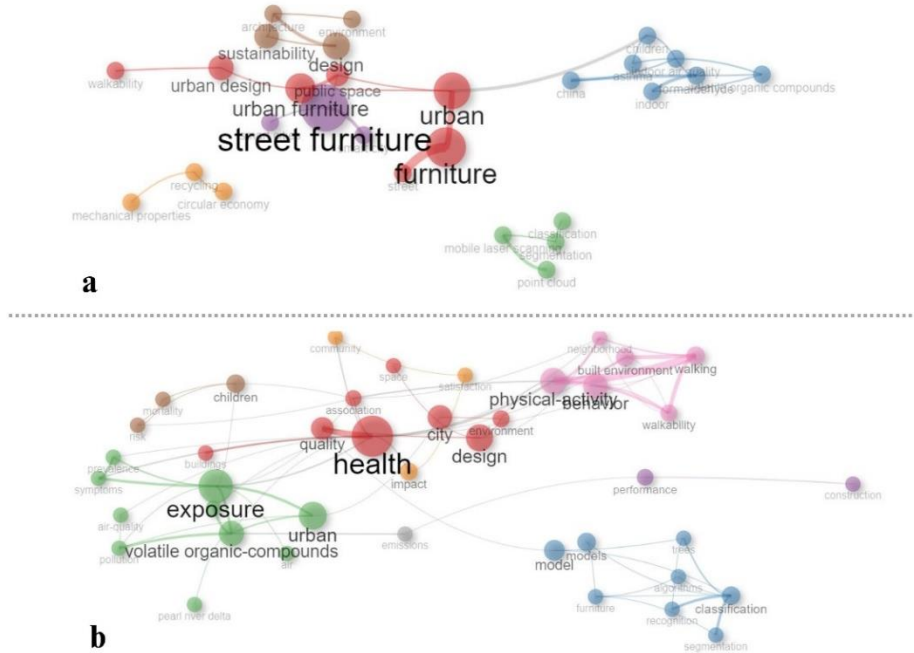 architecture
environment
children
sustainability
design
indoor air quality
walkability
urban design
public space
formaldehyde
organic compounds
china
indoor
urban furniture
urban
street furniture
furniture
street
recycling
circular economy
mechanical properties
classification
mobile laser scanning
segmentation
point cloud
a
community
neighborhood
space
built environment
walking
satisfaction
children
physical-activity
behavior
mortality
association
walkability
risk
city
environment
quality
health
design
prevalence
buildings
symptoms
impact
performance
construction
exposure
air-quality
urban
emissions
trees
pollution
volatile organic-compounds
air
model
models
algorithms
furniture
classification
pearl river delta
recognition
segmentation
b